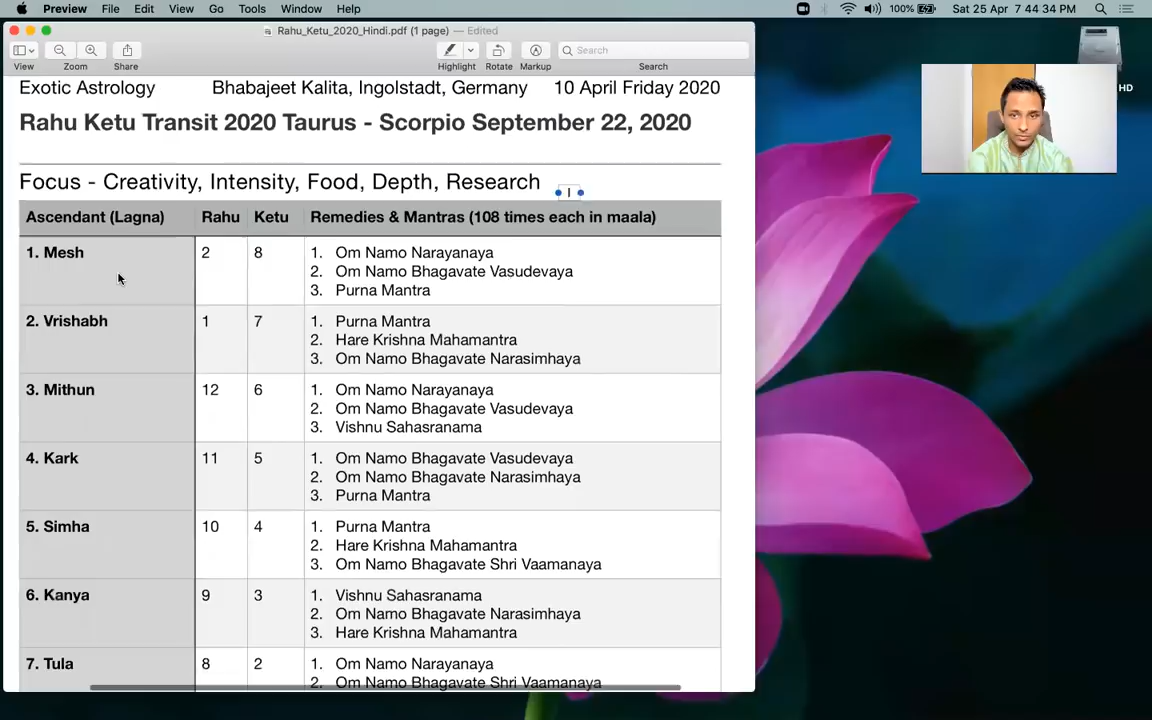 Preview File Edit View Go Tools Window Help 100% Sat 25 Apr 7 44 34 PM
Rahu_Ketu_2020_Hindi.pdf (1 page) — Edited
Search
View Zoom Share Highlight Rotate Markup Search
HD
Exotic Astrology Bhabajeet Kalita, Ingolstadt, Germany 10 April Friday 2020
Rahu Ketu Transit 2020 Taurus - Scorpio September 22, 2020
Focus - Creativity, Intensity, Food, Depth, Research
Ascendant (Lagna) Rahu Ketu Remedies & Mantras (108 times each in maala)
1. Mesh 2 8 1. Om Namo Narayanaya
2. Om Namo Bhagavate Vasudevaya
3. Purna Mantra
2. Vrishabh 1 7 1. Purna Mantra
2. Hare Krishna Mahamantra
3. Om Namo Bhagavate Narasimhaya
3. Mithun 12 6 1. Om Namo Narayanaya
2. Om Namo Bhagavate Vasudevaya
3. Vishnu Sahasranama
4. Kark 11 5 1. Om Namo Bhagavate Vasudevaya
2. Om Namo Bhagavate Narasimhaya
3. Purna Mantra
5. Simha 10 4 1. Purna Mantra
2. Hare Krishna Mahamantra
3. Om Namo Bhagavate Shri Vaamanaya
6. Kanya 9 3 1. Vishnu Sahasranama
2. Om Namo Bhagavate Narasimhaya
3. Hare Krishna Mahamantra
7. Tula 8 2 1. Om Namo Narayanaya
2. Om Namo Bhagavate Shri Vaamanaya